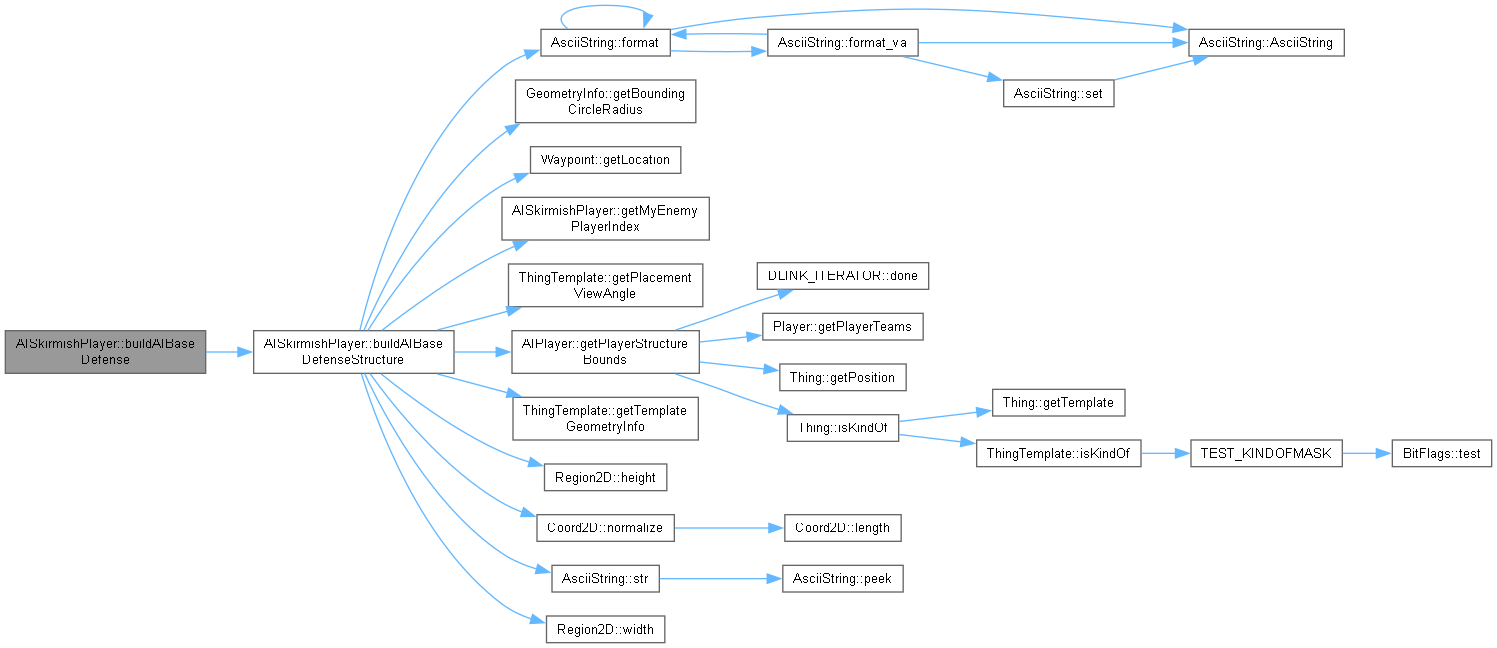 AISkirmishPlayer::buildAIBase
Defense
AISkirmishPlayer::buildAIBase
DefenseStructure
AsciiString::format
GeometryInfo::getBounding
CircleRadius
Waypoint::getLocation
AISkirmishPlayer::getMyEnemy
PlayerIndex
ThingTemplate::getPlacement
ViewAngle
AIPlayer::getPlayerStructure
Bounds
ThingTemplate::getTemplate
GeometryInfo
Region2D::height
Coord2D::normalize
AsciiString::str
Region2D::width
AsciiString::format_va
AsciiString::AsciiString
AsciiString::set
DLINK_ITERATOR::done
Player::getPlayerTeams
Thing::getPosition
Thing::isKindOf
Thing::getTemplate
ThingTemplate::isKindOf
TEST_KINDOFMASK
BitFlags::test
Coord2D::length
AsciiString::peek